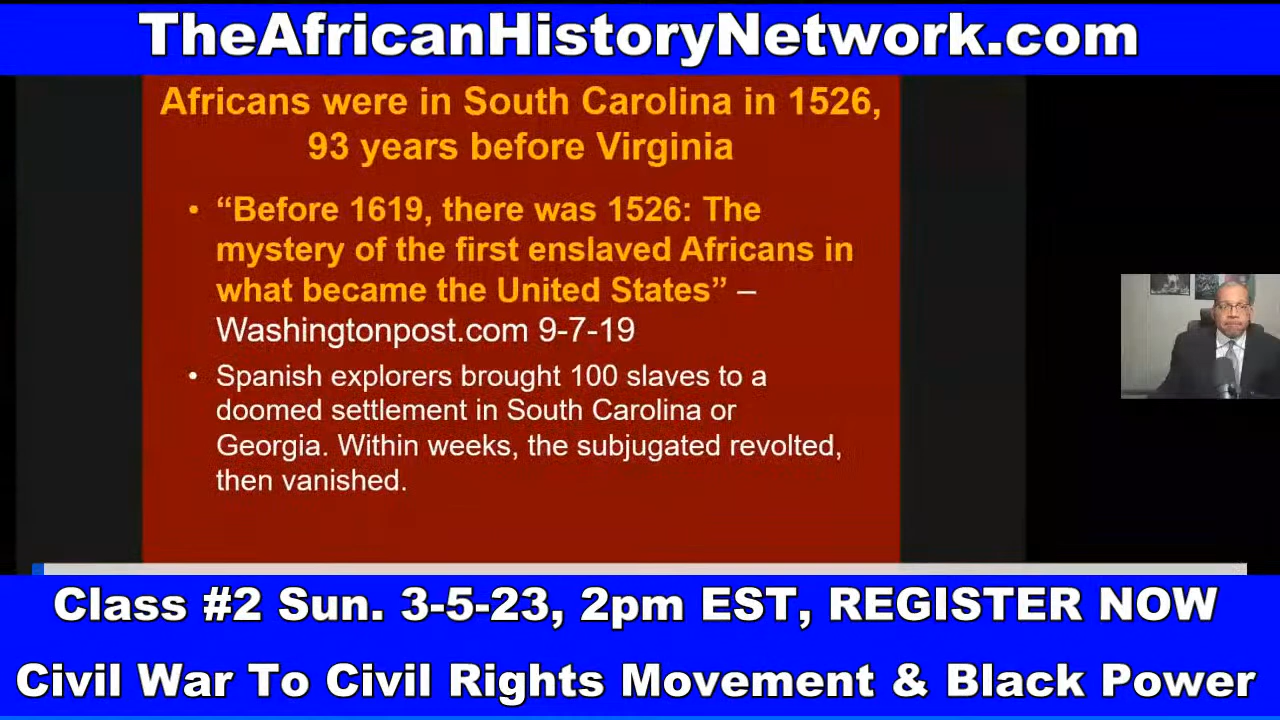 TheAfricanHistoryNetwork.com
Africans were in South Carolina in 1526,
93 years before Virginia
• “Before 1619, there was 1526: The
mystery of the first enslaved Africans in
what became the United States” –
Washingtonpost.com 9-7-19
• Spanish explorers brought 100 slaves to a
doomed settlement in South Carolina or
Georgia. Within weeks, the subjugated revolted,
then vanished.
Class #2 Sun. 3-5-23, 2pm EST, REGISTER NOW
Civil War To Civil Rights Movement & Black Power